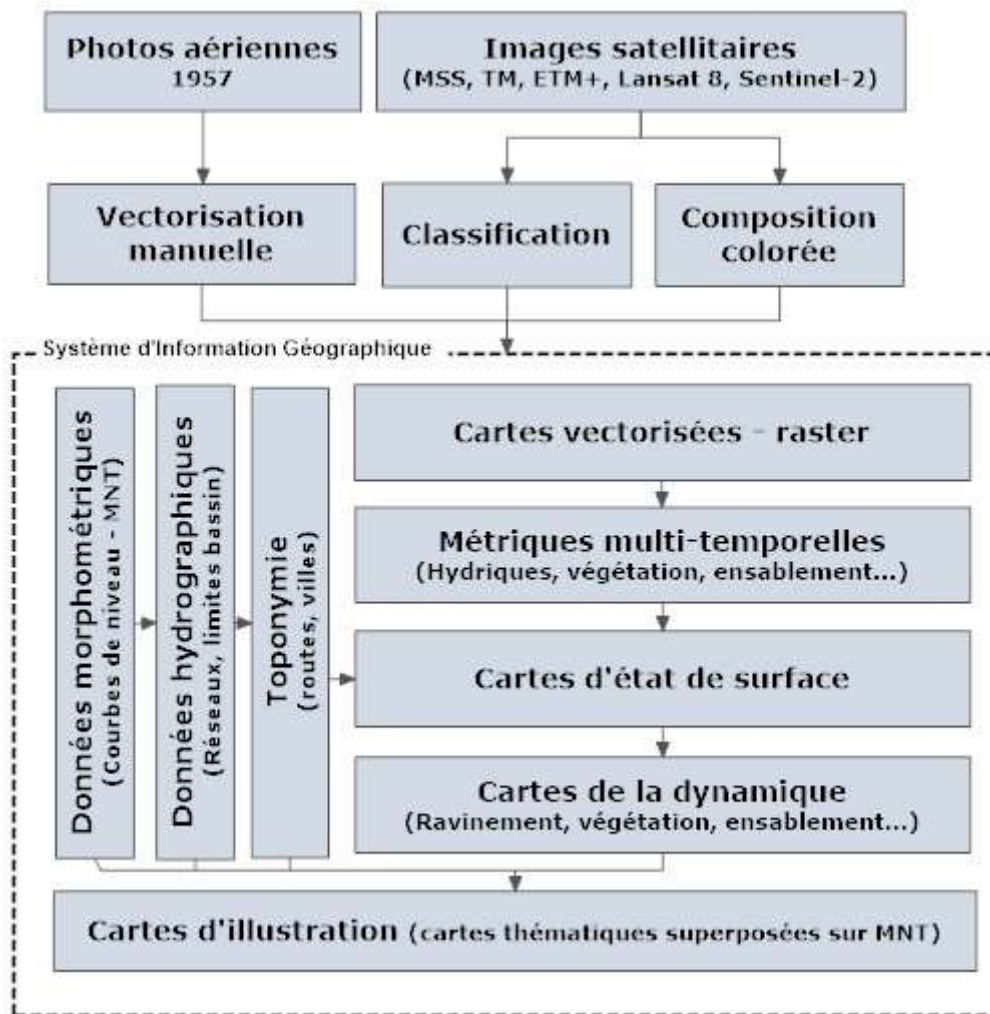 Photos aériennes
1957
Images satellitaires
(MSS, TM, ETM+, Lansat 8, Sentinel-2)
Vectorisation
manuelle
Classification
Composition
colorée
Système d'Information Géographique
Données morphométriques
(Courbes de niveau - MNT)
Données hydrographiques
(Réseaux, limites bassin)
Toponymie
(routes, villes)
Cartes vectorisées - raster
Métriques multi-temporelles
(Hydriques, végétation, ensablement...)
Cartes d'état de surface
Cartes de la dynamique
(Ravinement, végétation, ensablement...)
Cartes d'illustration (cartes thématiques superposées sur MNT)